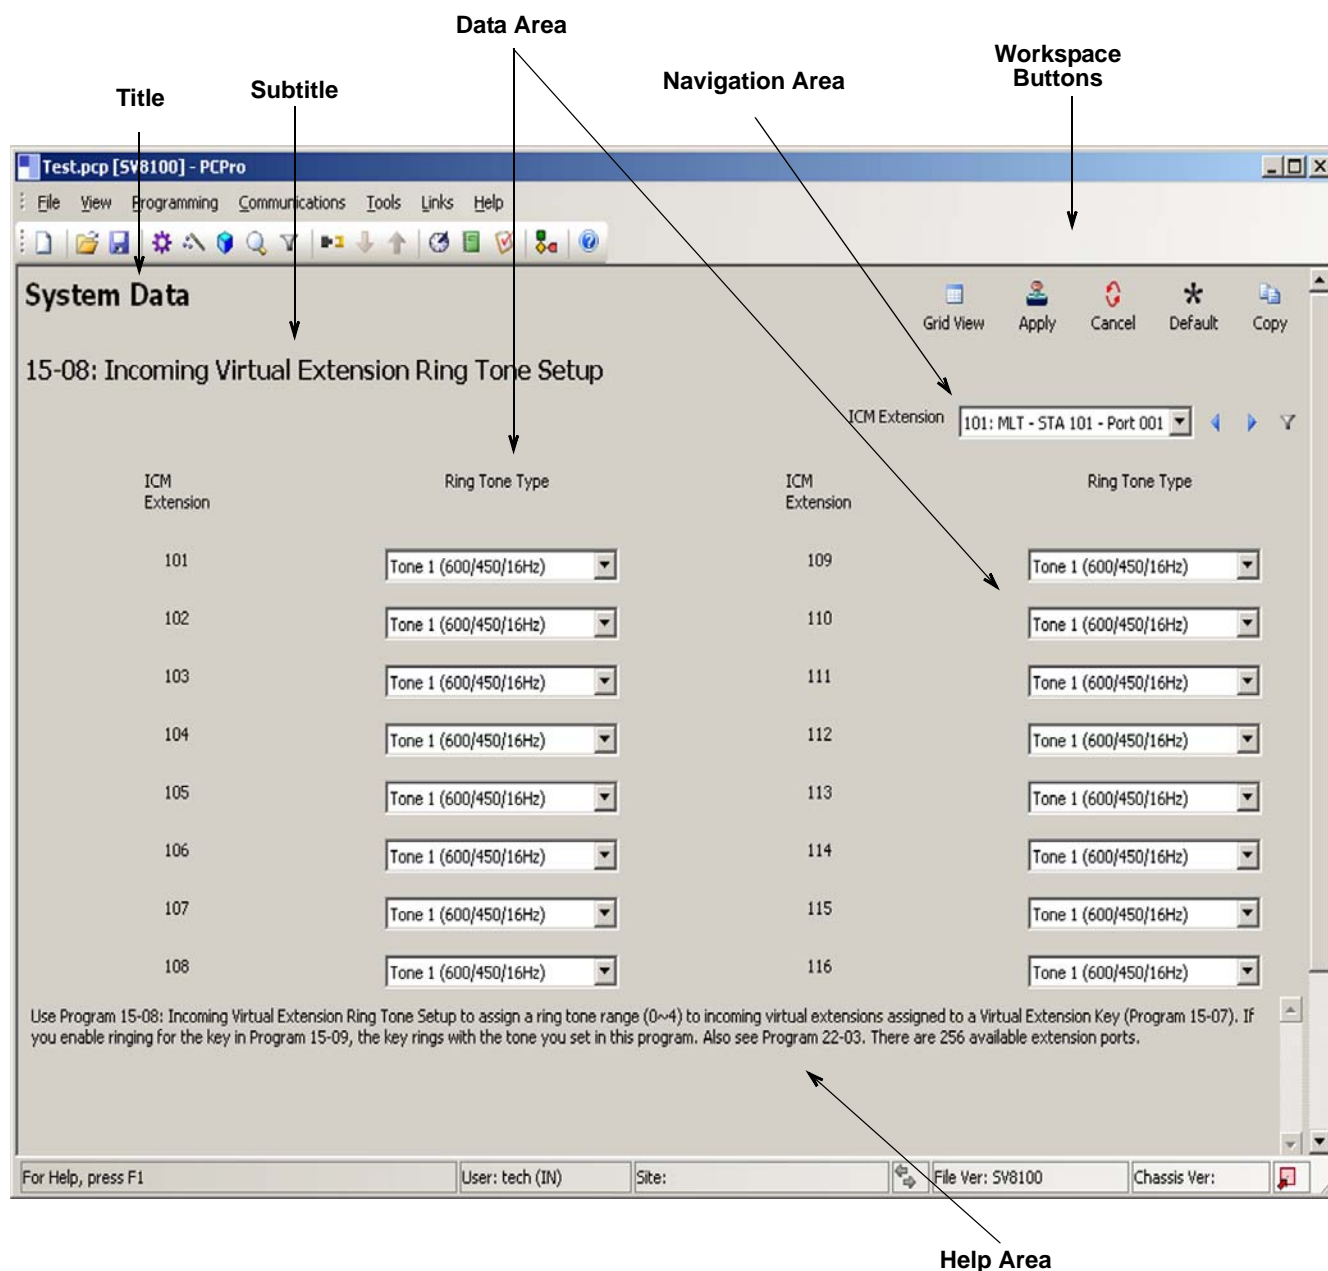 Data Area
Workspace
Buttons
Navigation Area
Subtitle
Title
Test.pcp [SV8100] - PCPro
File View Programming Communications Tools Links Help
System Data
Grid View Apply Cancel Default Copy
15-08: Incoming Virtual Extension Ring Tone Setup
ICM Extension 101: MLT - STA 101 - Port 001
ICM
Extension
Ring Tone Type
ICM
Extension
Ring Tone Type
101 Tone 1 (600/450/16Hz) 109 Tone 1 (600/450/16Hz)
102 Tone 1 (600/450/16Hz) 110 Tone 1 (600/450/16Hz)
103 Tone 1 (600/450/16Hz) 111 Tone 1 (600/450/16Hz)
104 Tone 1 (600/450/16Hz) 112 Tone 1 (600/450/16Hz)
105 Tone 1 (600/450/16Hz) 113 Tone 1 (600/450/16Hz)
106 Tone 1 (600/450/16Hz) 114 Tone 1 (600/450/16Hz)
107 Tone 1 (600/450/16Hz) 115 Tone 1 (600/450/16Hz)
108 Tone 1 (600/450/16Hz) 116 Tone 1 (600/450/16Hz)
Use Program 15-08: Incoming Virtual Extension Ring Tone Setup to assign a ring tone range (0~4) to incoming virtual extensions assigned to a Virtual Extension Key (Program 15-07). If
you enable ringing for the key in Program 15-09, the key rings with the tone you set in this program. Also see Program 22-03. There are 256 available extension ports.
For Help, press F1 User: tech (IN) Site: File Ver: SV8100 Chassis Ver:
Help Area